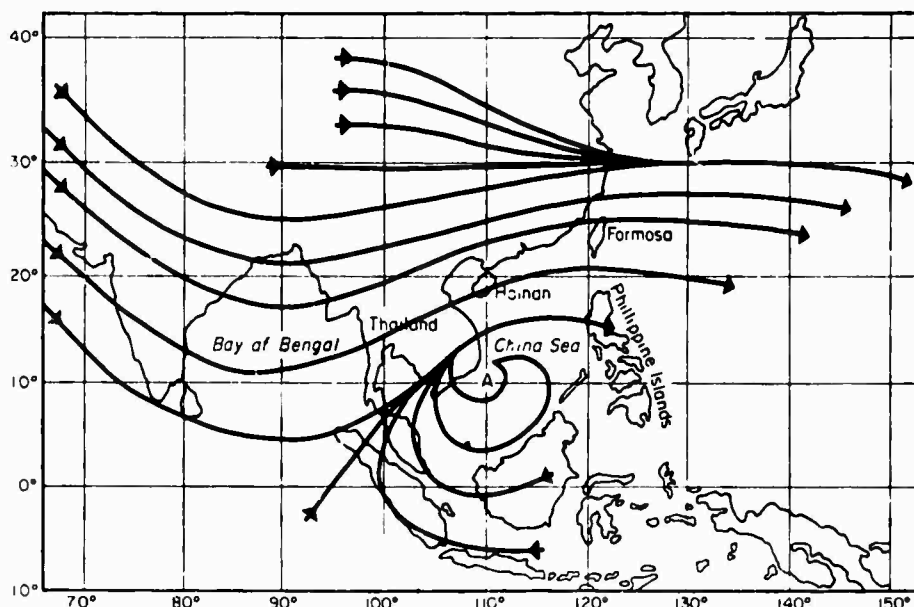 40°
30°
20°
10°
0°
10°
Formosa
Hainan
Thailand
Phillippine Islands
Bay of Bengal
China Sea
A
70°
80°
90°
100°
110°
120°
130°
140°
150°